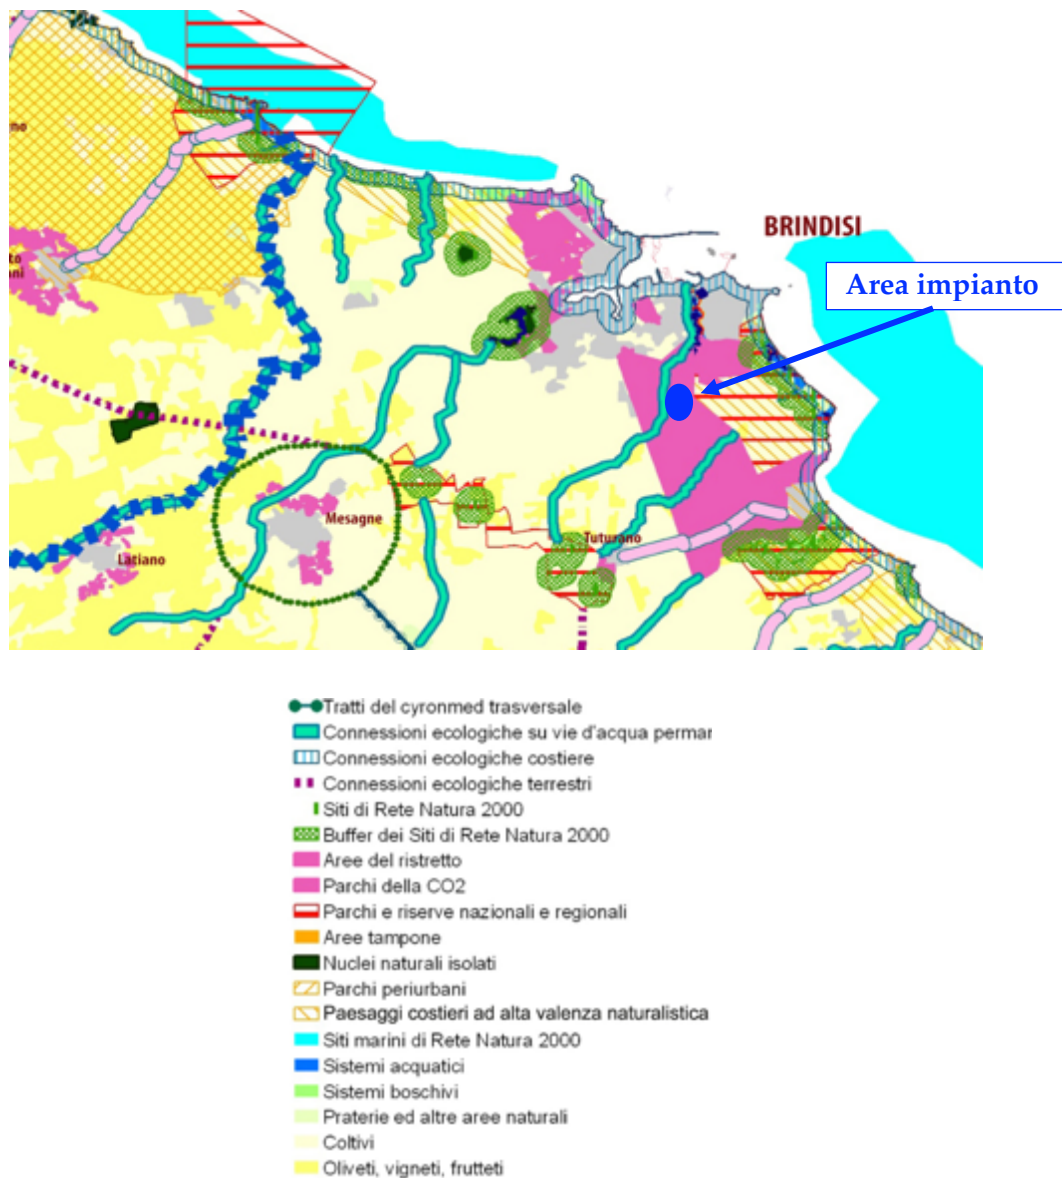 no
BRINDISI
Area impianto
to
ni
Mesagne
Latiano
Tuturano
Tratti del cyronmed trasversale
Connessioni ecologiche su vie d'acqua permar
Connessioni ecologiche costiere
Connessioni ecologiche terrestri
Siti di Rete Natura 2000
Buffer dei Siti di Rete Natura 2000
Aree del ristretto
Parchi della CO2
Parchi e riserve nazionali e regionali
Aree tampone
Nuclei naturali isolati
Parchi periurbani
Paesaggi costieri ad alta valenza naturalistica
Siti marini di Rete Natura 2000
Sistemi acquatici
Sistemi boschivi
Praterie ed altre aree naturali
Coltivi
Oliveti, vigneti, frutteti